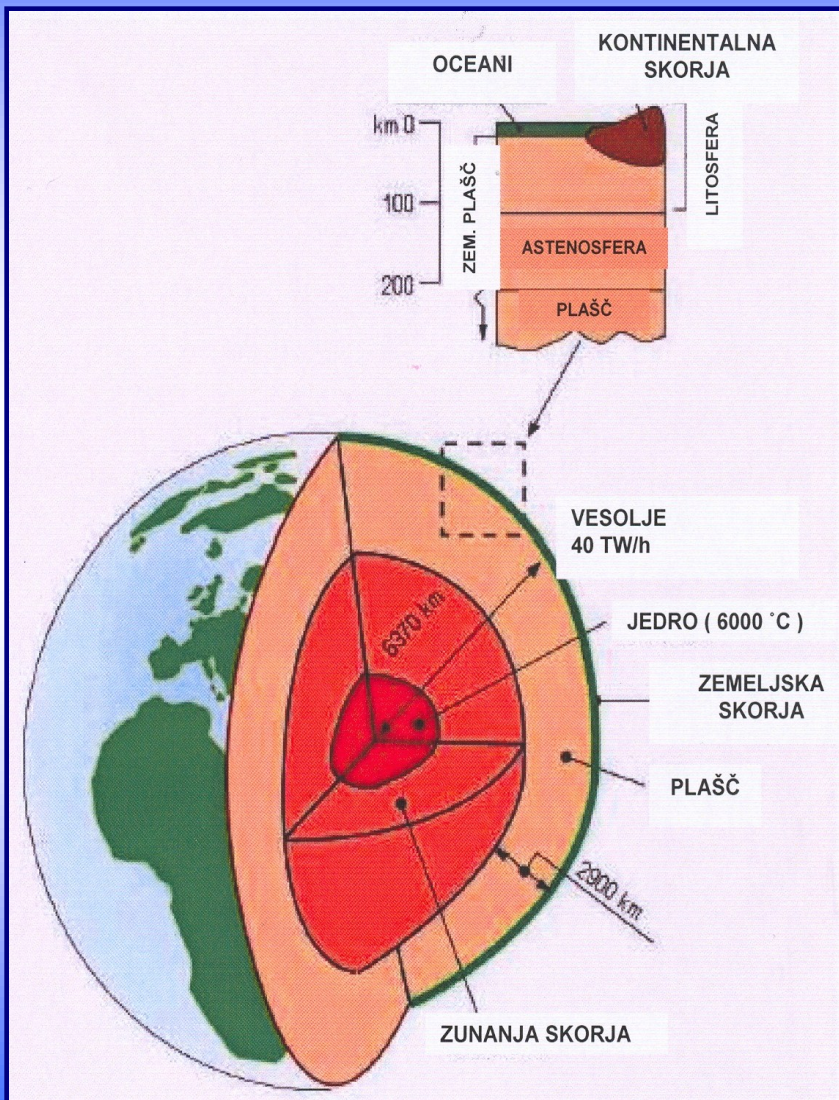 OCEANI
KONTINENTALNA
SKORJA
km 0
100
200
ZEM. PLAŠČ
LITOSFERA
ASTENOSFERA
PLAŠČ
VESOLJE
40 TW/h
6370 km
JEDRO ( 6000 ˚C )
ZEMELJSKA
SKORJA
PLAŠČ
2900 km
ZUNANJA SKORJA